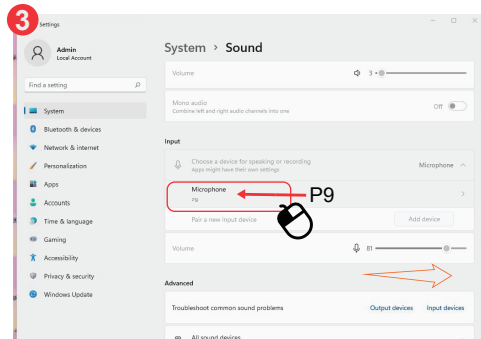 3
Settings
Admin
Local Account
Find a setting
System
Bluetooth & devices
Network & internet
Personalization
Apps
Accounts
Time & language
Gaming
Accessibility
Privacy & security
Windows Update
System > Sound
Volume
3
Mono audio
Combine left and right audio channels into one
Off
Input
Choose a device for speaking or recording
Apps might have their own settings
Microphone
Microphone
P9
P9
Pair a new input device
Add device
Volume
81
Advanced
Troubleshoot common sound problems
Output devices
Input devices
All sound devices